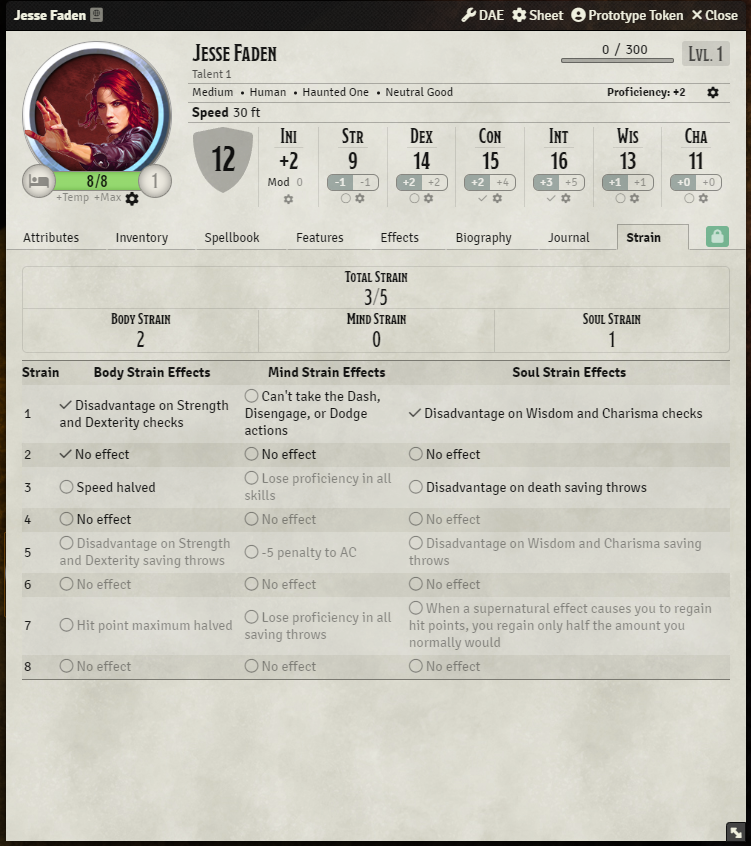 Jesse Faden
DAE Sheet Prototype Token Close
JESSE FADEN
0 / 300
LVL. 1
Talent 1
Medium • Human • Haunted One • Neutral Good
Proficiency: +2
Speed 30 ft
12
INI STR DEX CON INT WIS CHA
+2 9 14 15 16 13 11
Mod 0 -1 -1 +2 +2 +2 +4 +3 +5 +1 +1 +0 +0
8/8
1
+Temp +Max
Attributes Inventory Spellbook Features Effects Biography Journal Strain
TOTAL STRAIN
3/5
BODY STRAIN MIND STRAIN SOUL STRAIN
2 0 1
Strain Body Strain Effects Mind Strain Effects Soul Strain Effects
1 Disadvantage on Strength and Dexterity checks
Can't take the Dash,
Disengage, or Dodge
actions
Disadvantage on Wisdom and Charisma checks
2 No effect No effect No effect
3 Speed halved
Lose proficiency in all
skills
Disadvantage on death saving throws
4 No effect No effect No effect
5 Disadvantage on Strength
and Dexterity saving throws
-5 penalty to AC
Disadvantage on Wisdom and Charisma saving
throws
6 No effect No effect No effect
7 Hit point maximum halved
Lose proficiency in all
saving throws
When a supernatural effect causes you to regain
hit points, you regain only half the amount you
normally would
8 No effect No effect No effect